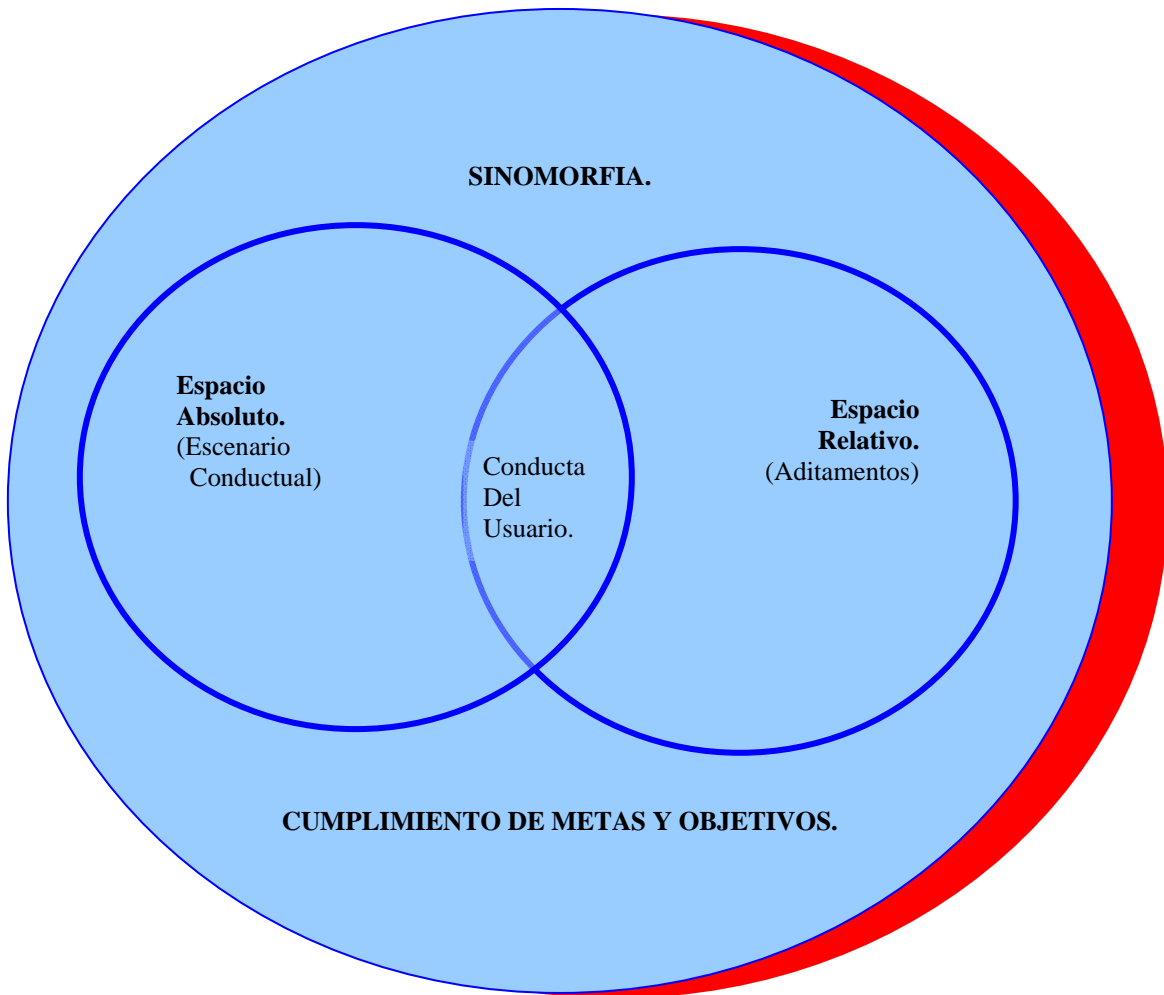 SINOMORFIA.
Espacio
Absoluto.
(Escenario
Conductual)
Conducta
Del
Usuario.
Espacio
Relativo.
(Aditamentos)
CUMPLIMIENTO DE METAS Y OBJETIVOS.